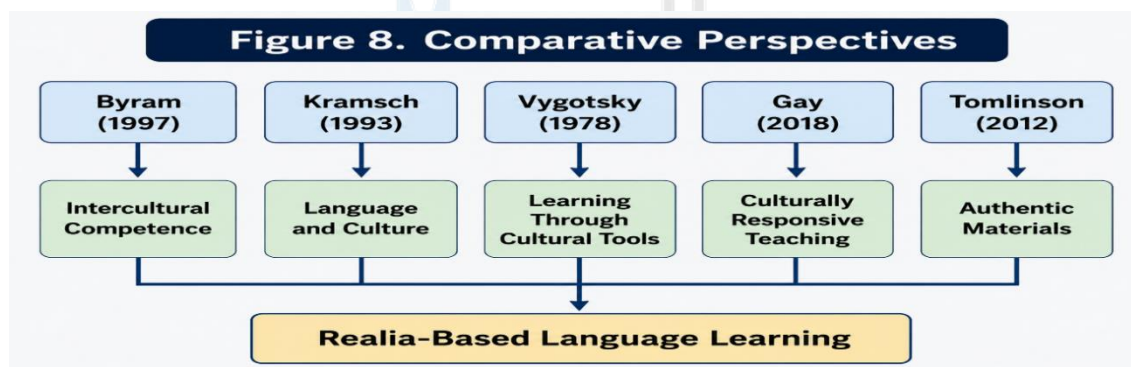 Figure 8. Comparative Perspectives
Byram
(1997)
Kramsch
(1993)
Vygotsky
(1978)
Gay
(2018)
Tomlinson
(2012)
Intercultural
Competence
Language
and Culture
Learning
Through
Cultural Tools
Culturally
Responsive
Teaching
Authentic
Materials
Realia-Based Language Learning